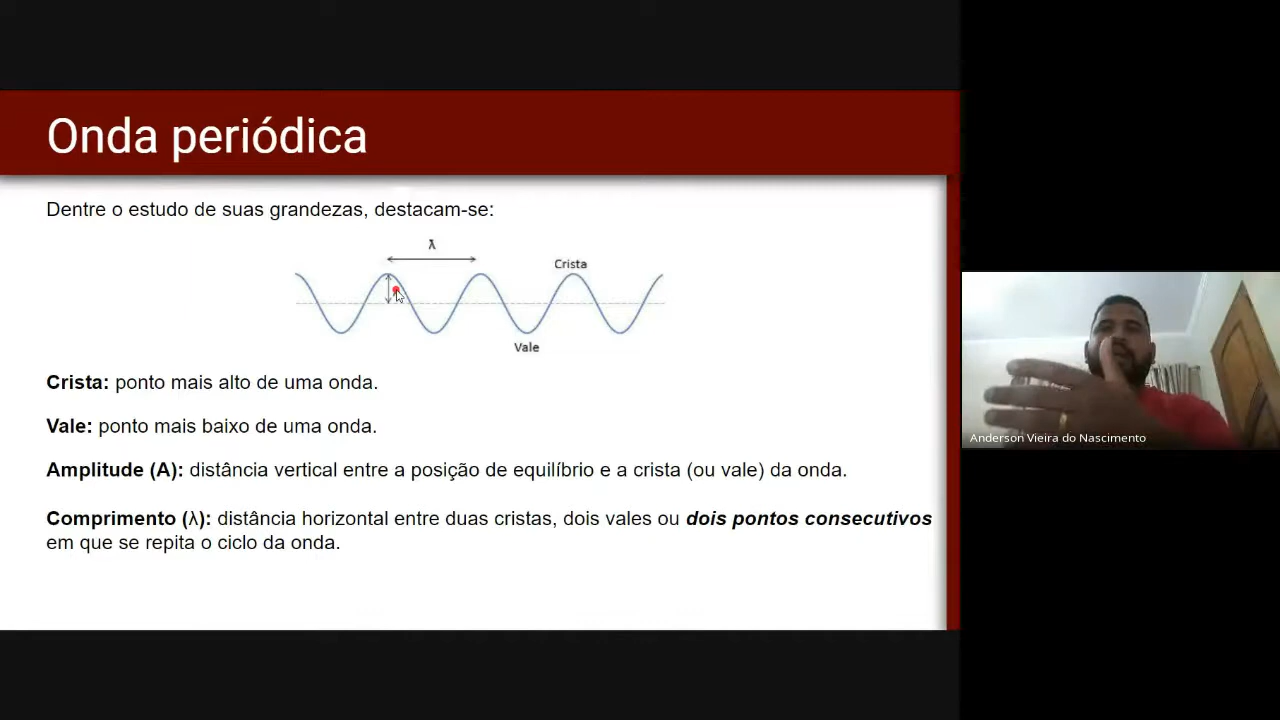 Onda periódica
Dentre o estudo de suas grandezas, destacam-se:
λ
Crista
Vale
Crista: ponto mais alto de uma onda.
Vale: ponto mais baixo de uma onda.
Amplitude (A): distância vertical entre a posição de equilíbrio e a crista (ou vale) da onda.
Comprimento (λ): distância horizontal entre duas cristas, dois vales ou dois pontos consecutivos
em que se repita o ciclo da onda.
Anderson Vieira do Nascimento